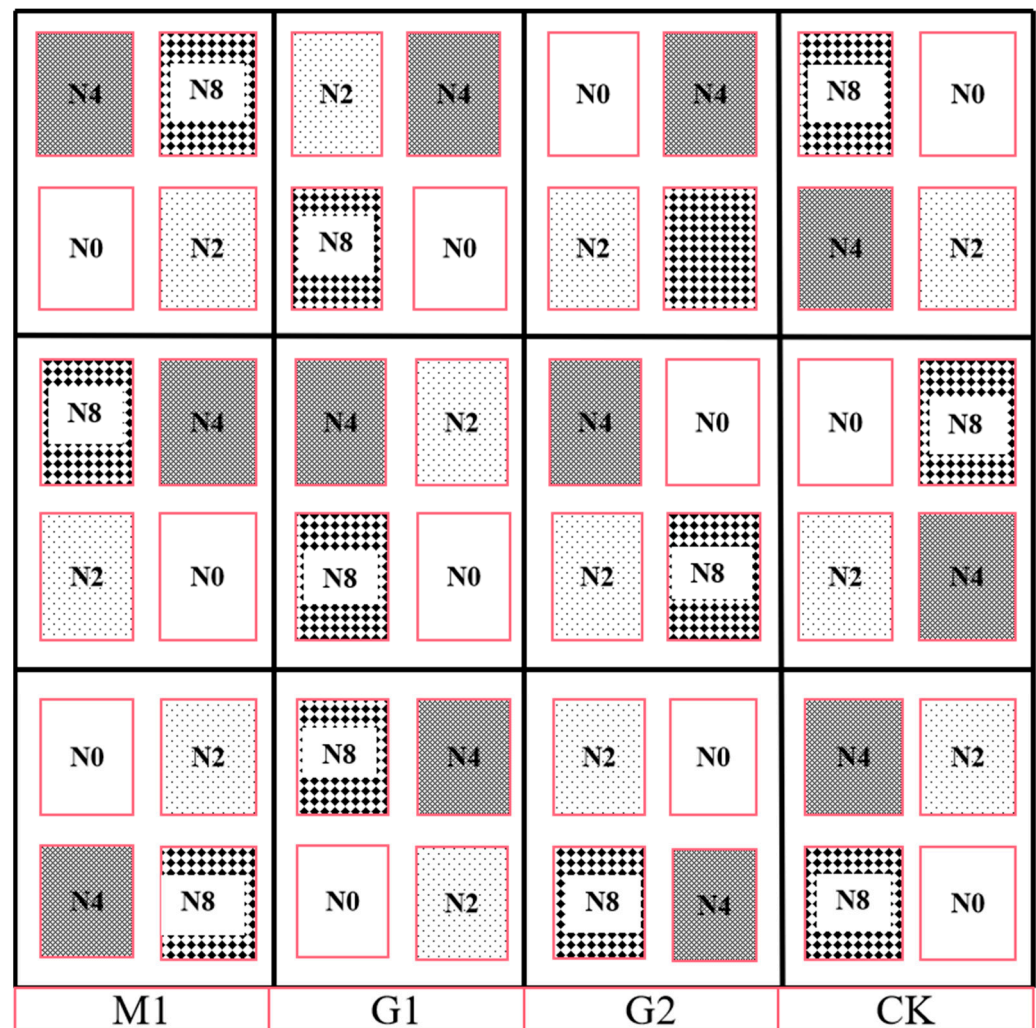 N4 N8 N2 N4 N0 N4 N8 N0
N0 N2 N8 N0 N2 N4 N2
N8 N4 N4 N2 N4 N0 N0 N8
N2 N0 N8 N0 N2 N8 N2 N4
N0 N2 N8 N4 N2 N0 N4 N2
N4 N8 N0 N2 N8 N4 N8 N0
M1 G1 G2 CK